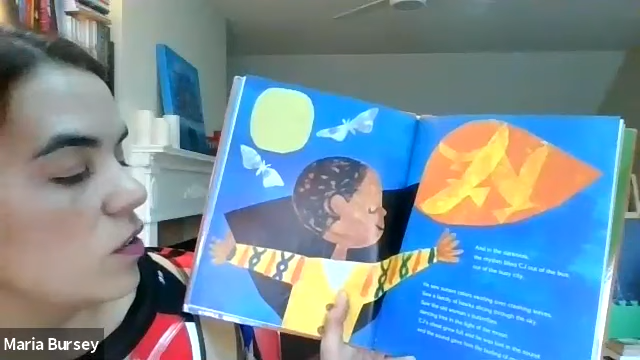 And in the darkness,
the rhythm lifted CJ out of the bus,
out of the busy city.
He saw sunset colors swirling over crashing waves.
Saw a family of hawks slicing through the sky.
Saw the old woman's butterflies
dancing free in the light of the moon.
CJ's chest grew full and he was lost in the sound
and the sound gave him the feeling of magic.
Maria Bursey